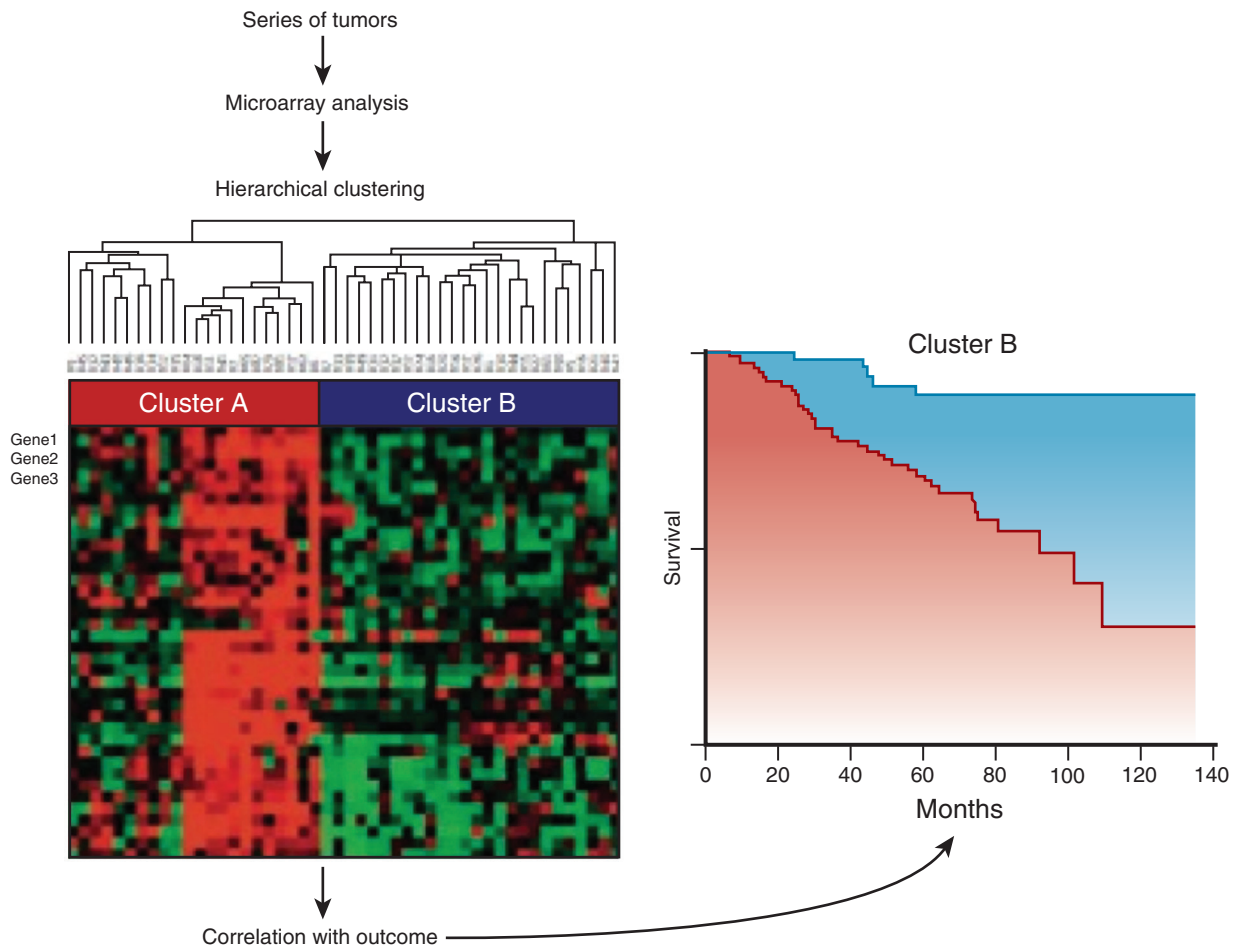 Series of tumors
Microarray analysis
Hierarchical clustering
Cluster A
Cluster B
Gene1
Gene2
Gene3
Correlation with outcome
Cluster B
Survival
0 20 40 60 80 100 120 140
Months